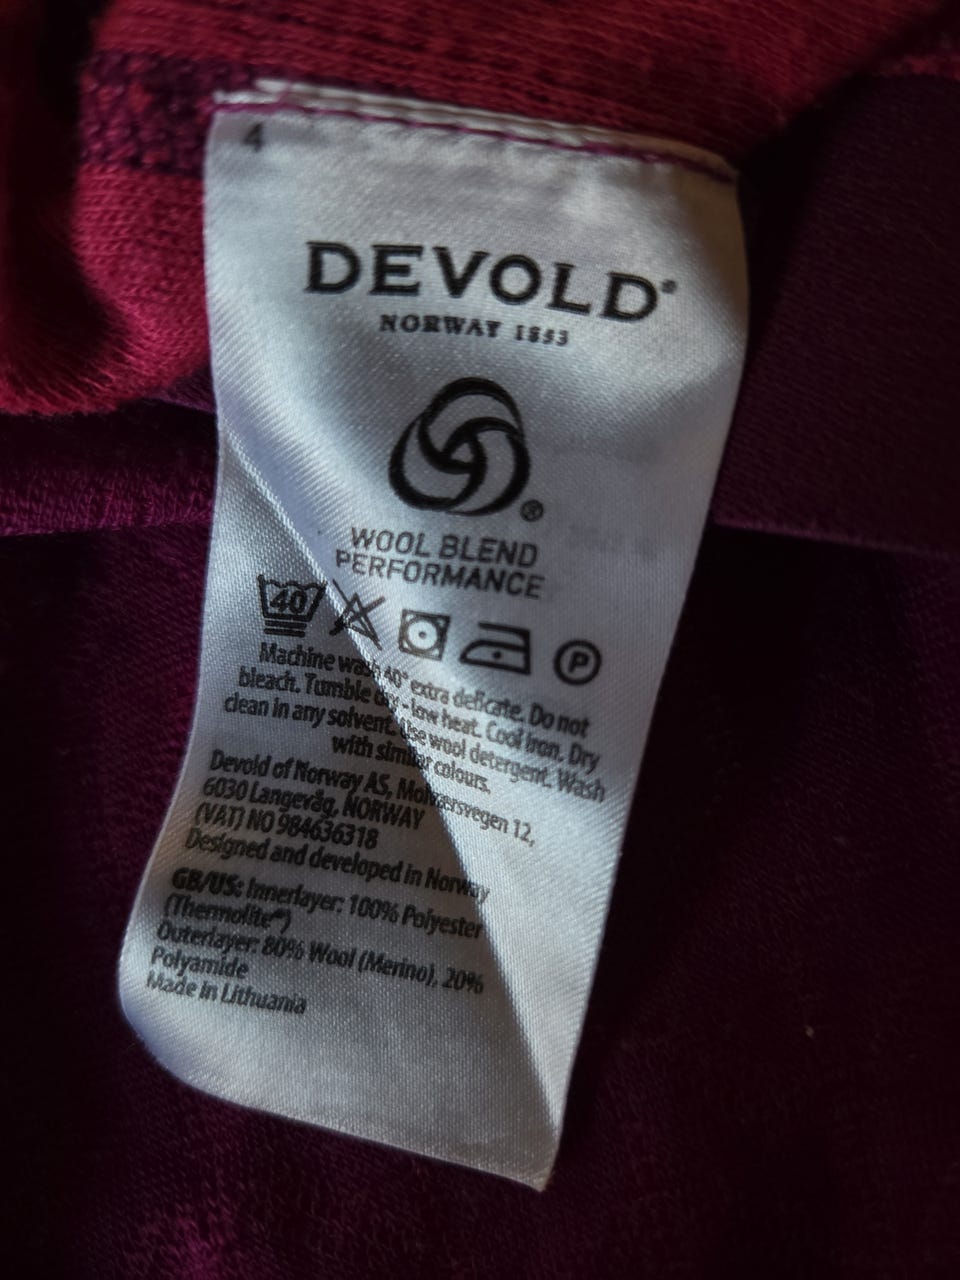 4
DEVOLD®
NORWAY 1853
®
WOOL BLEND
PERFORMANCE
40 P
Machine wash 40° extra delicate. Do not
bleach. Tumble dry - low heat. Cool iron. Dry
clean in any solvent. Use wool detergent. Wash
with similar colours.
Devold of Norway AS, Molværsvegen 12,
6030 Langevåg, NORWAY
(VAT) NO 984636318
Designed and developed in Norway
GB/US: Innerlayer: 100% Polyester
(Thermolite®)
Outerlayer: 80% Wool (Merino), 20%
Polyamide
Made in Lithuania